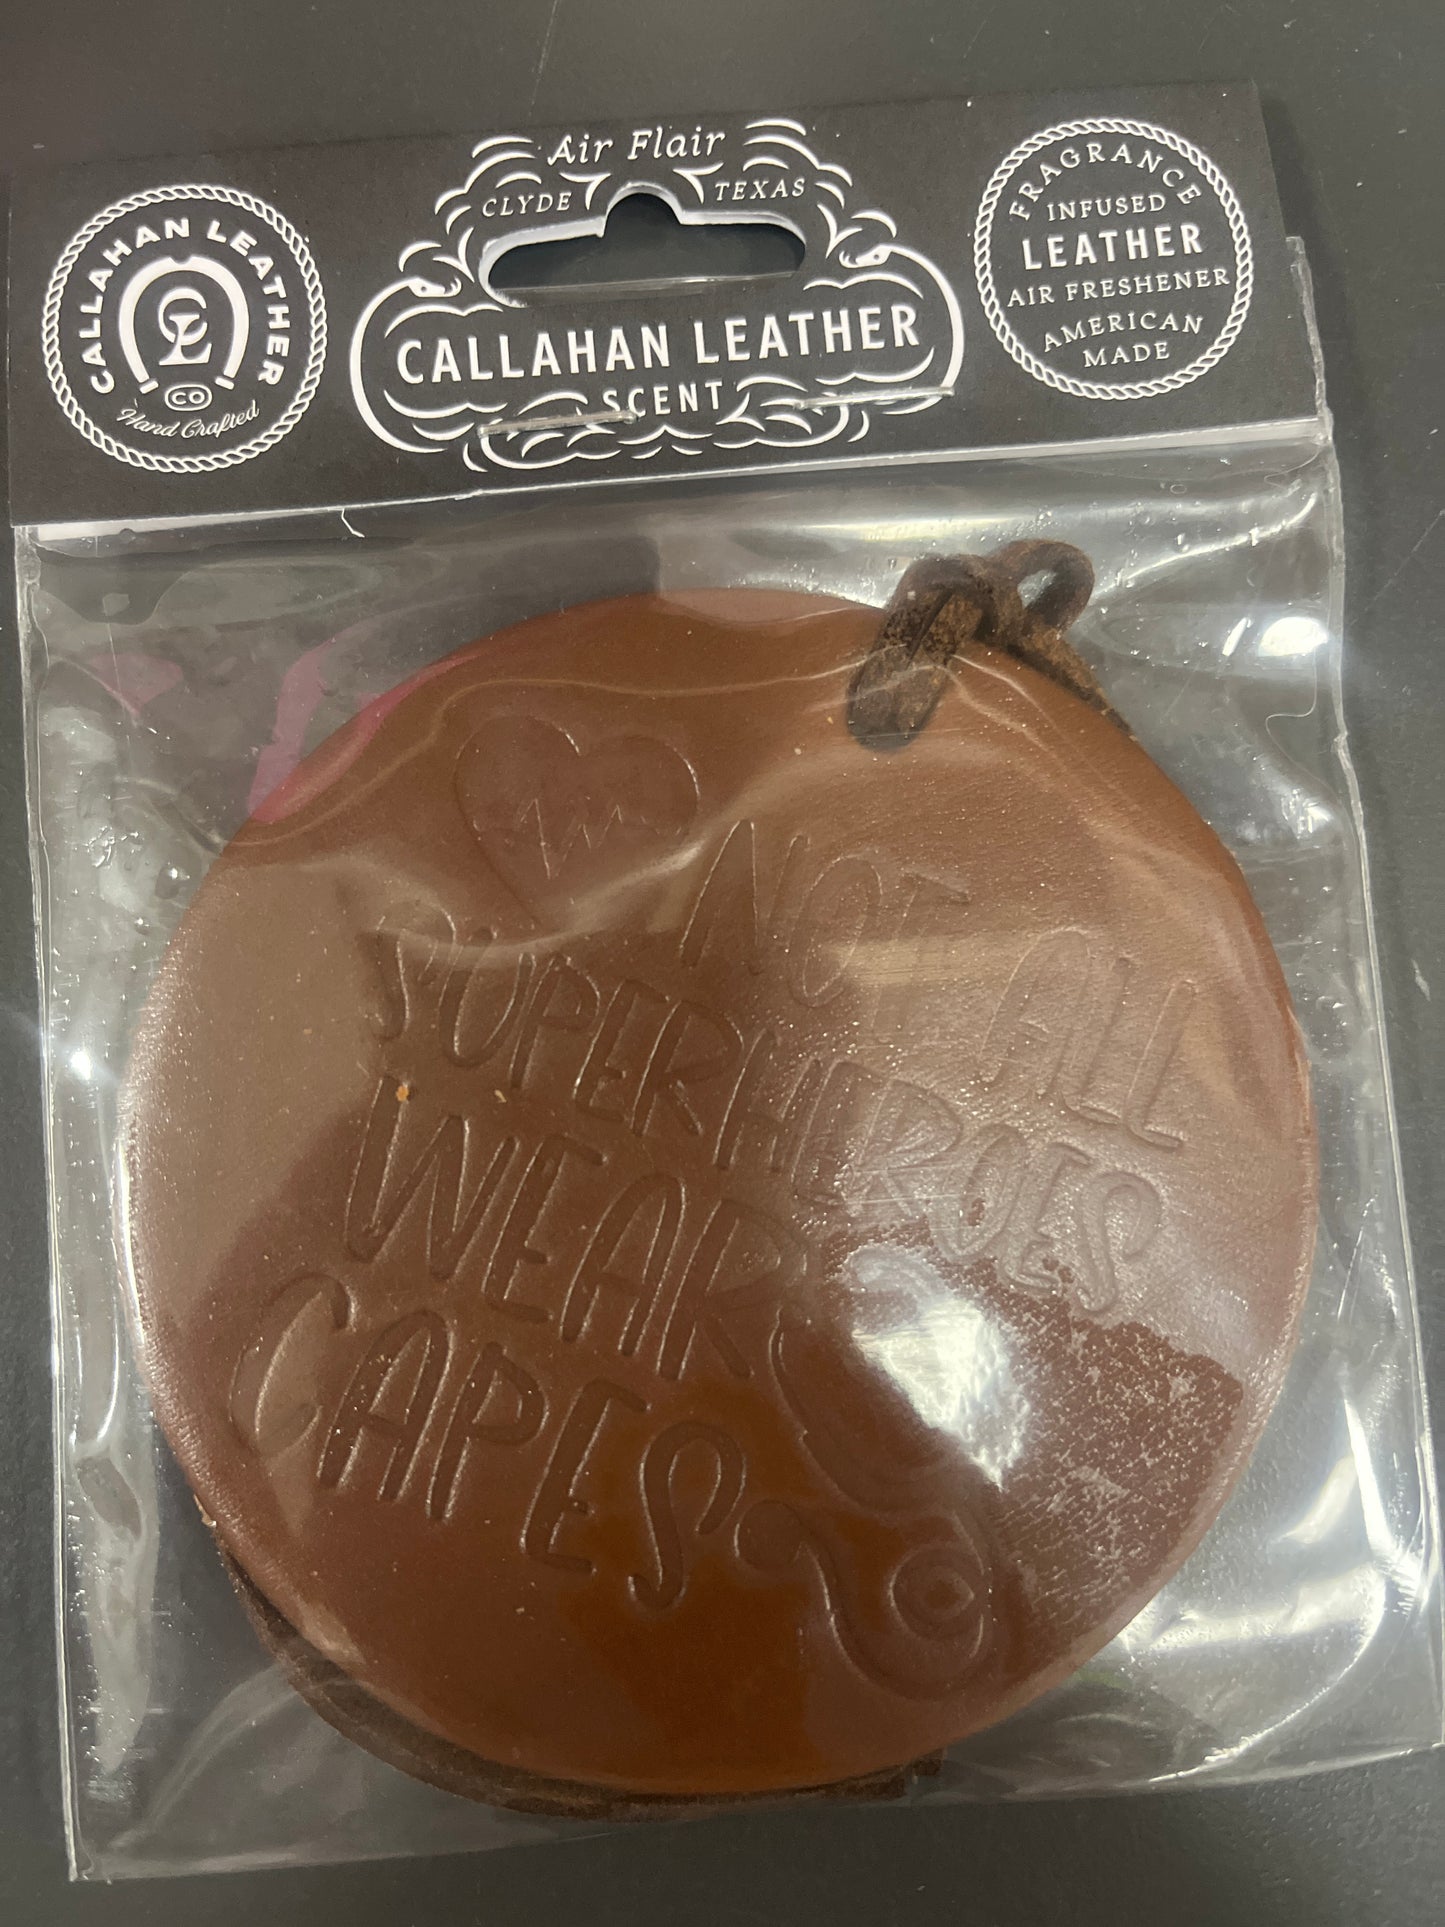 CALLAHAN LEATHER
CL
CO
Hand Crafted
Air Flair
CLYDE TEXAS
CALLAHAN LEATHER
SCENT
FRAGRANCE
INFUSED
LEATHER
AIR FRESHENER
AMERICAN
MADE
NOT ALL
SUPERHEROES
WEAR
CAPES